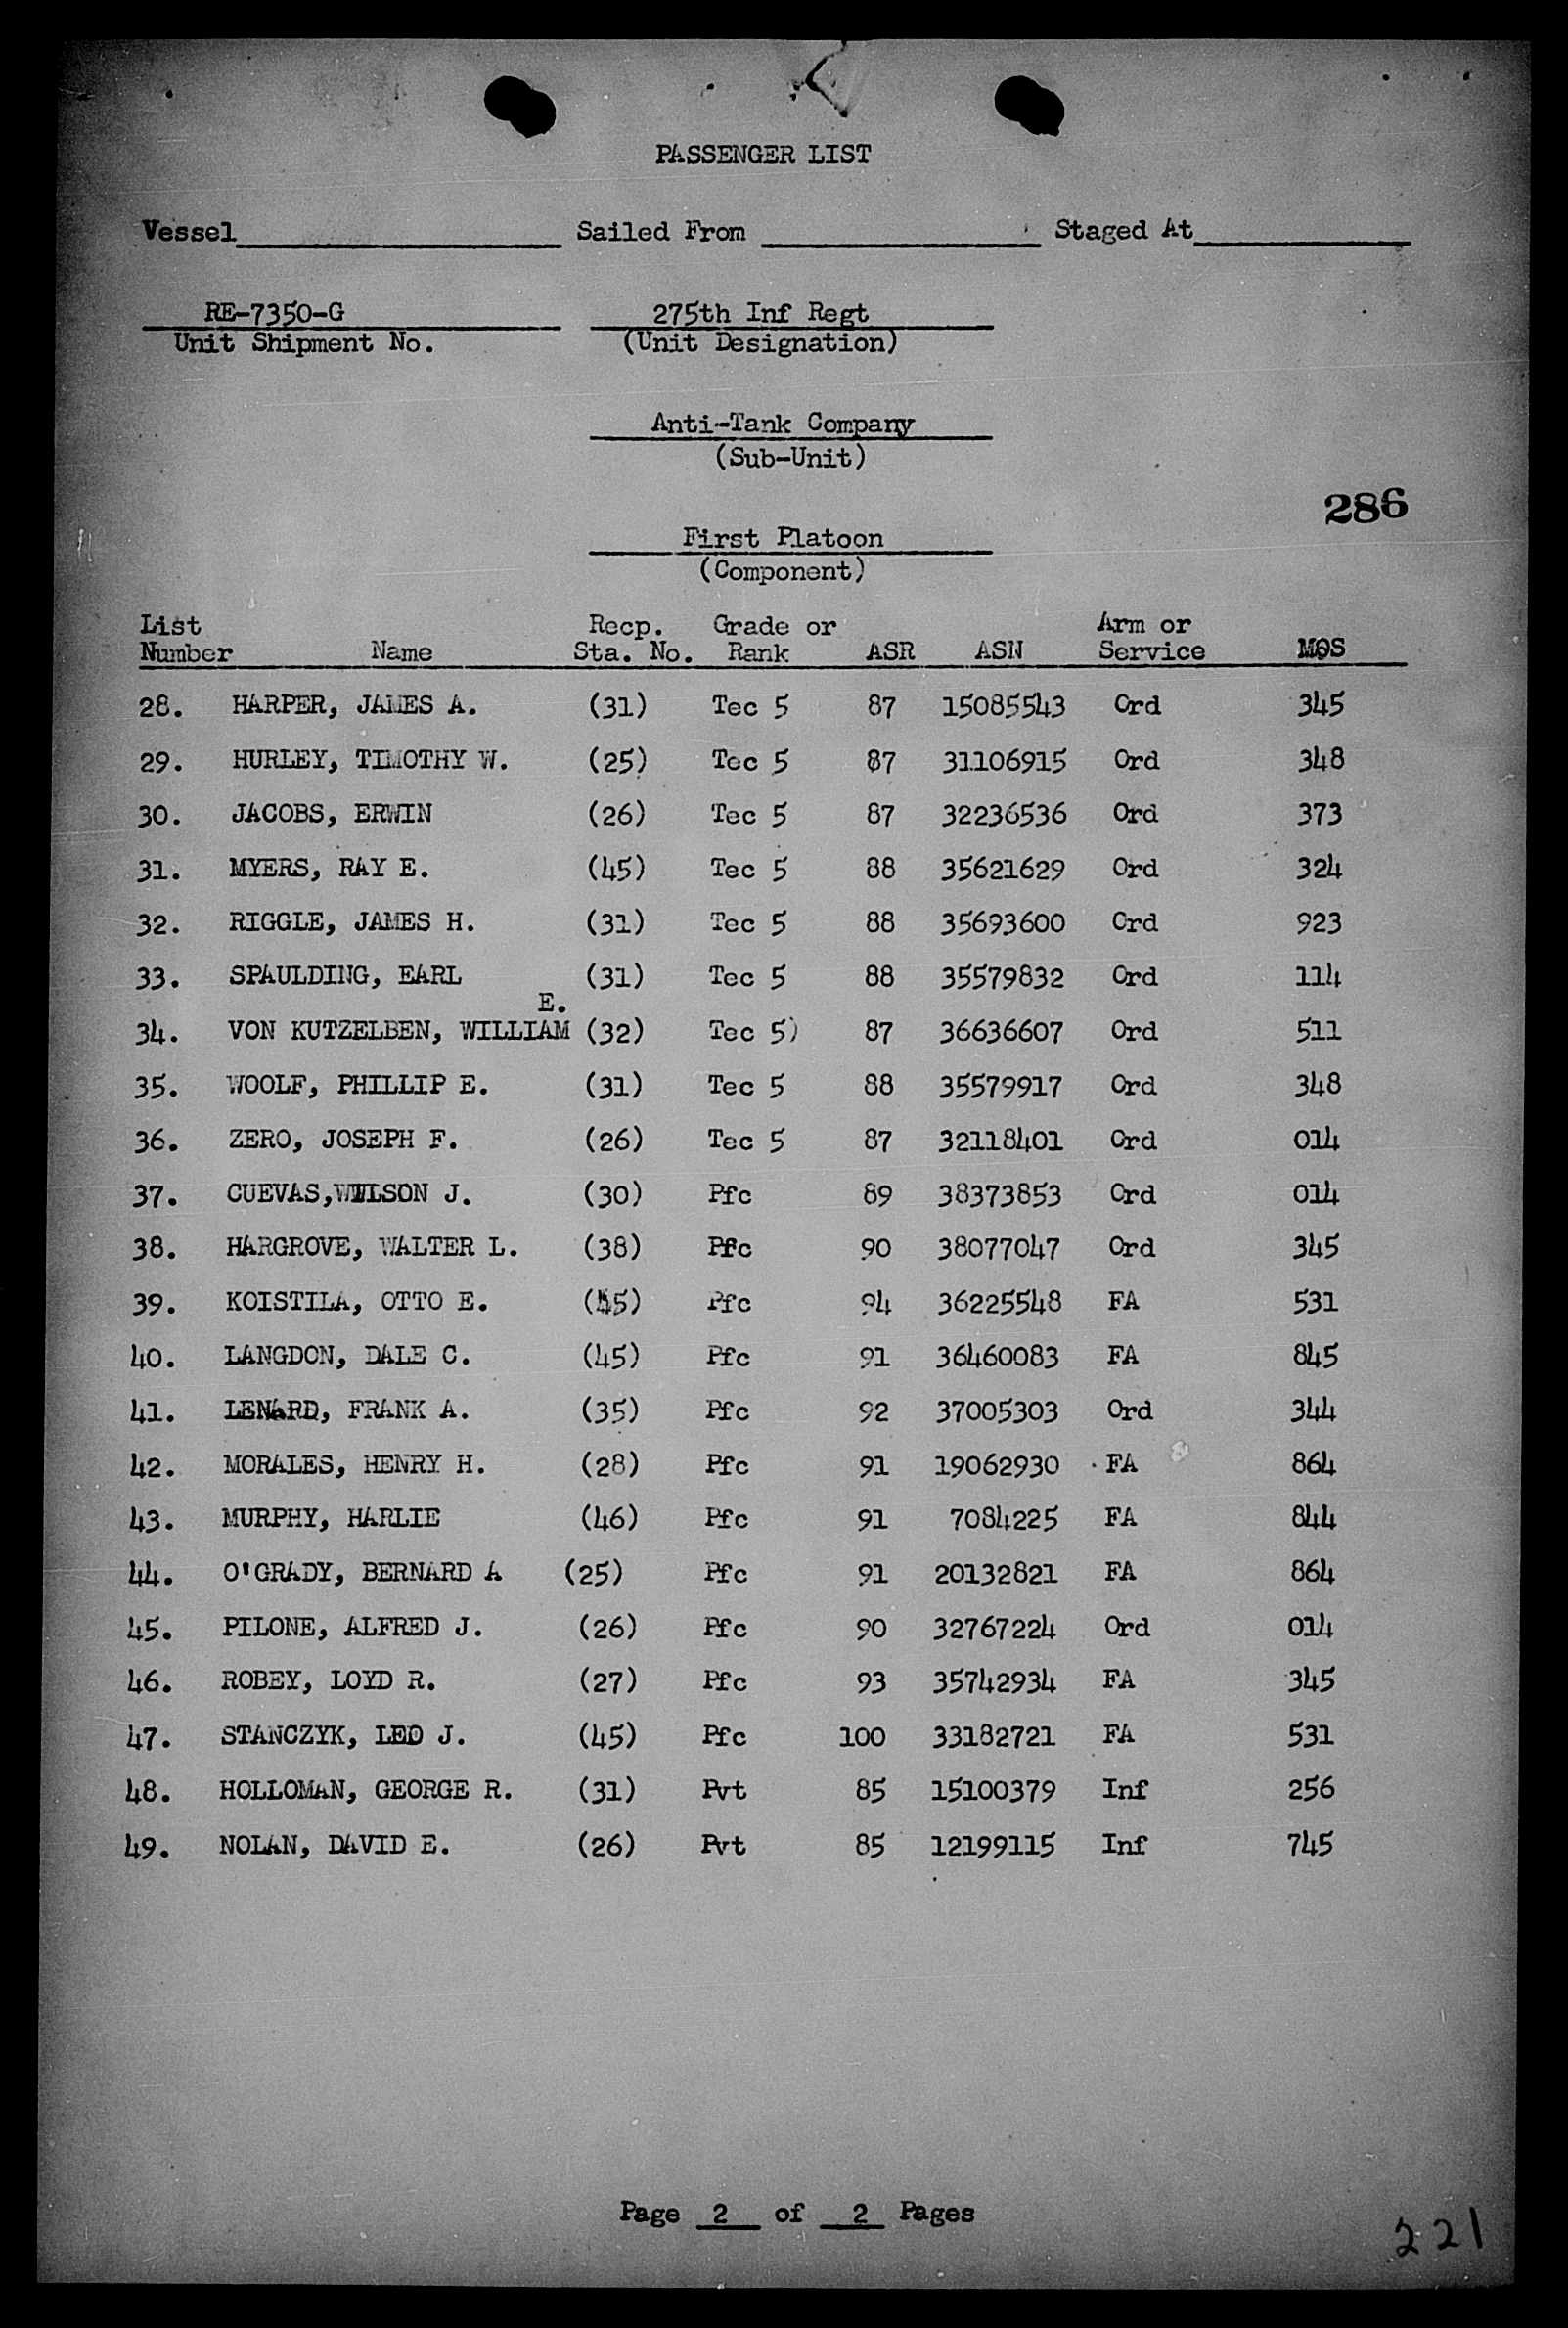 PASSENGER LIST
Vessel Sailed From Staged At
RE-7350-G 275th Inf Regt
Unit Shipment No. (Unit Designation)
Anti-Tank Company
(Sub-Unit)
286
First Platoon
(Component)
List Recp. Grade or Arm or
Number Name Sta. No. Rank ASR ASN Service MOS
28. HARPER, JAMES A. (31) Tec 5 87 15085543 Ord 345
29. HURLEY, TIMOTHY W. (25) Tec 5 87 31106915 Ord 348
30. JACOBS, ERWIN (26) Tec 5 87 32236536 Ord 373
31. MYERS, RAY E. (45) Tec 5 88 35621629 Ord 324
32. RIGGLE, JAMES H. (31) Tec 5 88 35693600 Ord 923
33. SPAULDING, EARL (31) Tec 5 88 35579832 Ord 114
E.
34. VON KUTZELBEN, WILLIAM (32) Tec 5) 87 36636607 Ord 511
35. WOOLF, PHILLIP E. (31) Tec 5 88 35579917 Ord 348
36. ZERO, JOSEPH F. (26) Tec 5 87 32118401 Ord 014
37. CUEVAS, WILSON J. (30) Pfc 89 38373853 Ord 014
38. HARGROVE, WALTER L. (38) Pfc 90 38077047 Ord 345
39. KOISTILA, OTTO E. (45) Pfc 94 36225548 FA 531
40. LANGDON, DALE C. (45) Pfc 91 36460083 FA 845
41. LENARD, FRANK A. (35) Pfc 92 37005303 Ord 344
42. MORALES, HENRY H. (28) Pfc 91 19062930 FA 864
43. MURPHY, HARLIE (46) Pfc 91 7084225 FA 844
44. O'GRADY, BERNARD A (25) Pfc 91 20132821 FA 864
45. PILONE, ALFRED J. (26) Pfc 90 32767224 Ord 014
46. ROBEY, LOYD R. (27) Pfc 93 35742934 FA 345
47. STANCZYK, LEO J. (45) Pfc 100 33182721 FA 531
48. HOLLOMAN, GEORGE R. (31) Pvt 85 15100379 Inf 256
49. NOLAN, DAVID E. (26) Pvt 85 12199115 Inf 745
Page 2 of 2 Pages
221